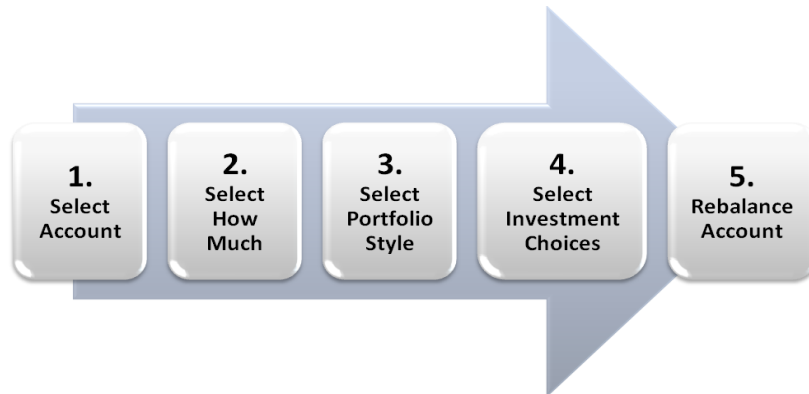 1.
Select
Account
2.
Select
How
Much
3.
Select
Portfolio
Style
4.
Select
Investment
Choices
5.
Rebalance
Account